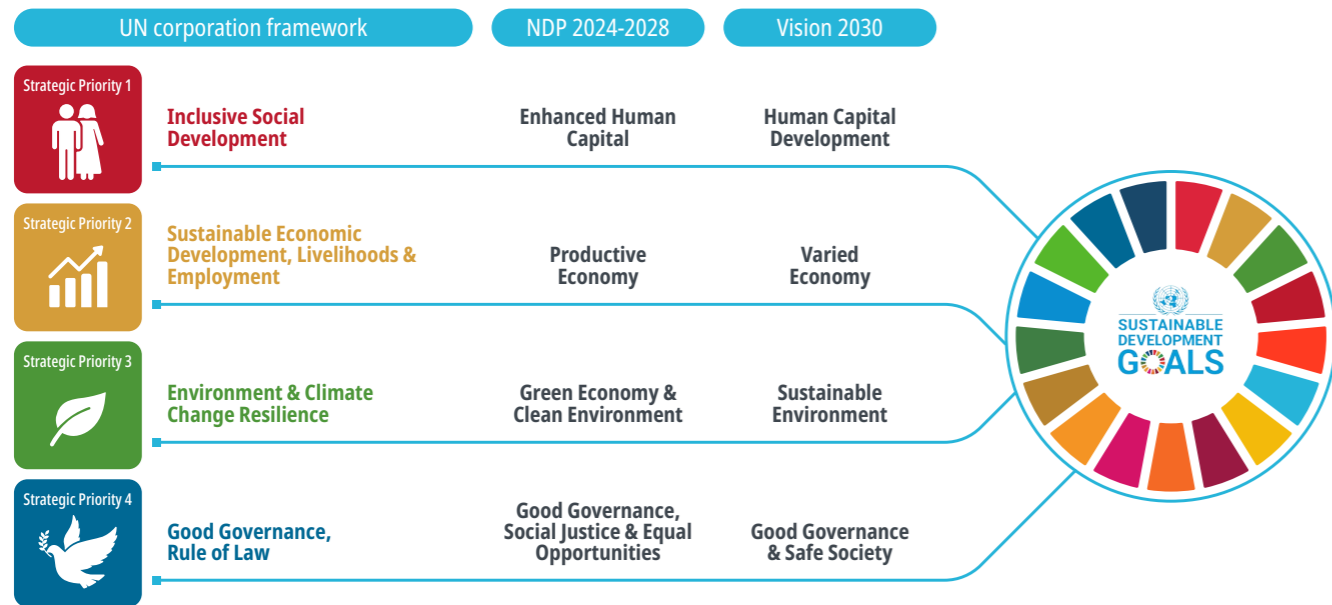 UN corporation framework
NDP 2024-2028
Vision 2030
Strategic Priority 1
Inclusive Social
Development
Enhanced Human
Capital
Human Capital
Development
Strategic Priority 2
Sustainable Economic
Development, Livelihoods &
Employment
Productive
Economy
Varied
Economy
Strategic Priority 3
Environment & Climate
Change Resilience
Green Economy &
Clean Environment
Sustainable
Environment
Strategic Priority 4
Good Governance,
Rule of Law
Good Governance,
Social Justice & Equal
Opportunities
Good Governance
& Safe Society
SUSTAINABLE
DEVELOPMENT
GOALS